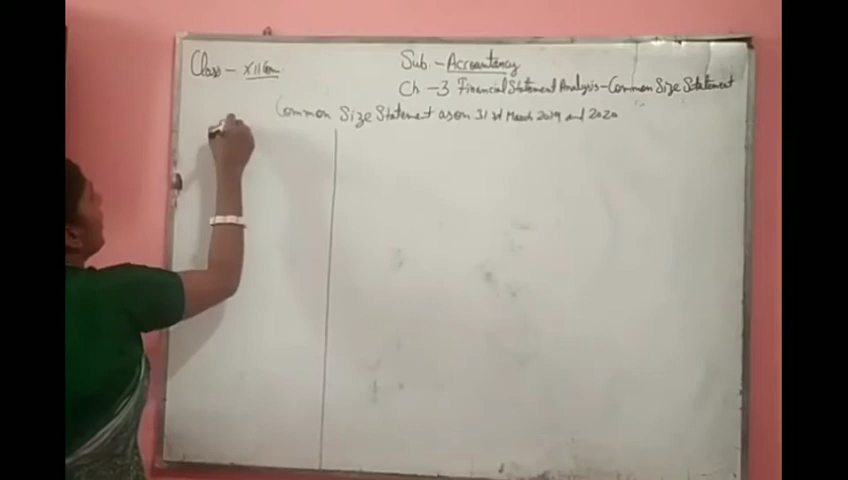 Class - XII Com.
Sub. - Accountancy
Ch - 3 Financial Statement Analysis - Common Size Statement
Common Size Statement as on 31st March 2019 and 2020